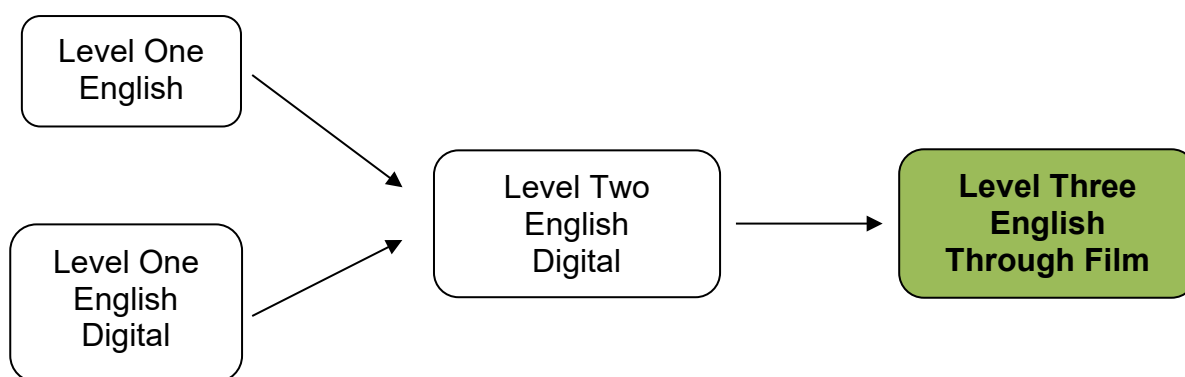 Level One
English
Level One
English
Digital
Level Two
English
Digital
Level Three
English
Through Film